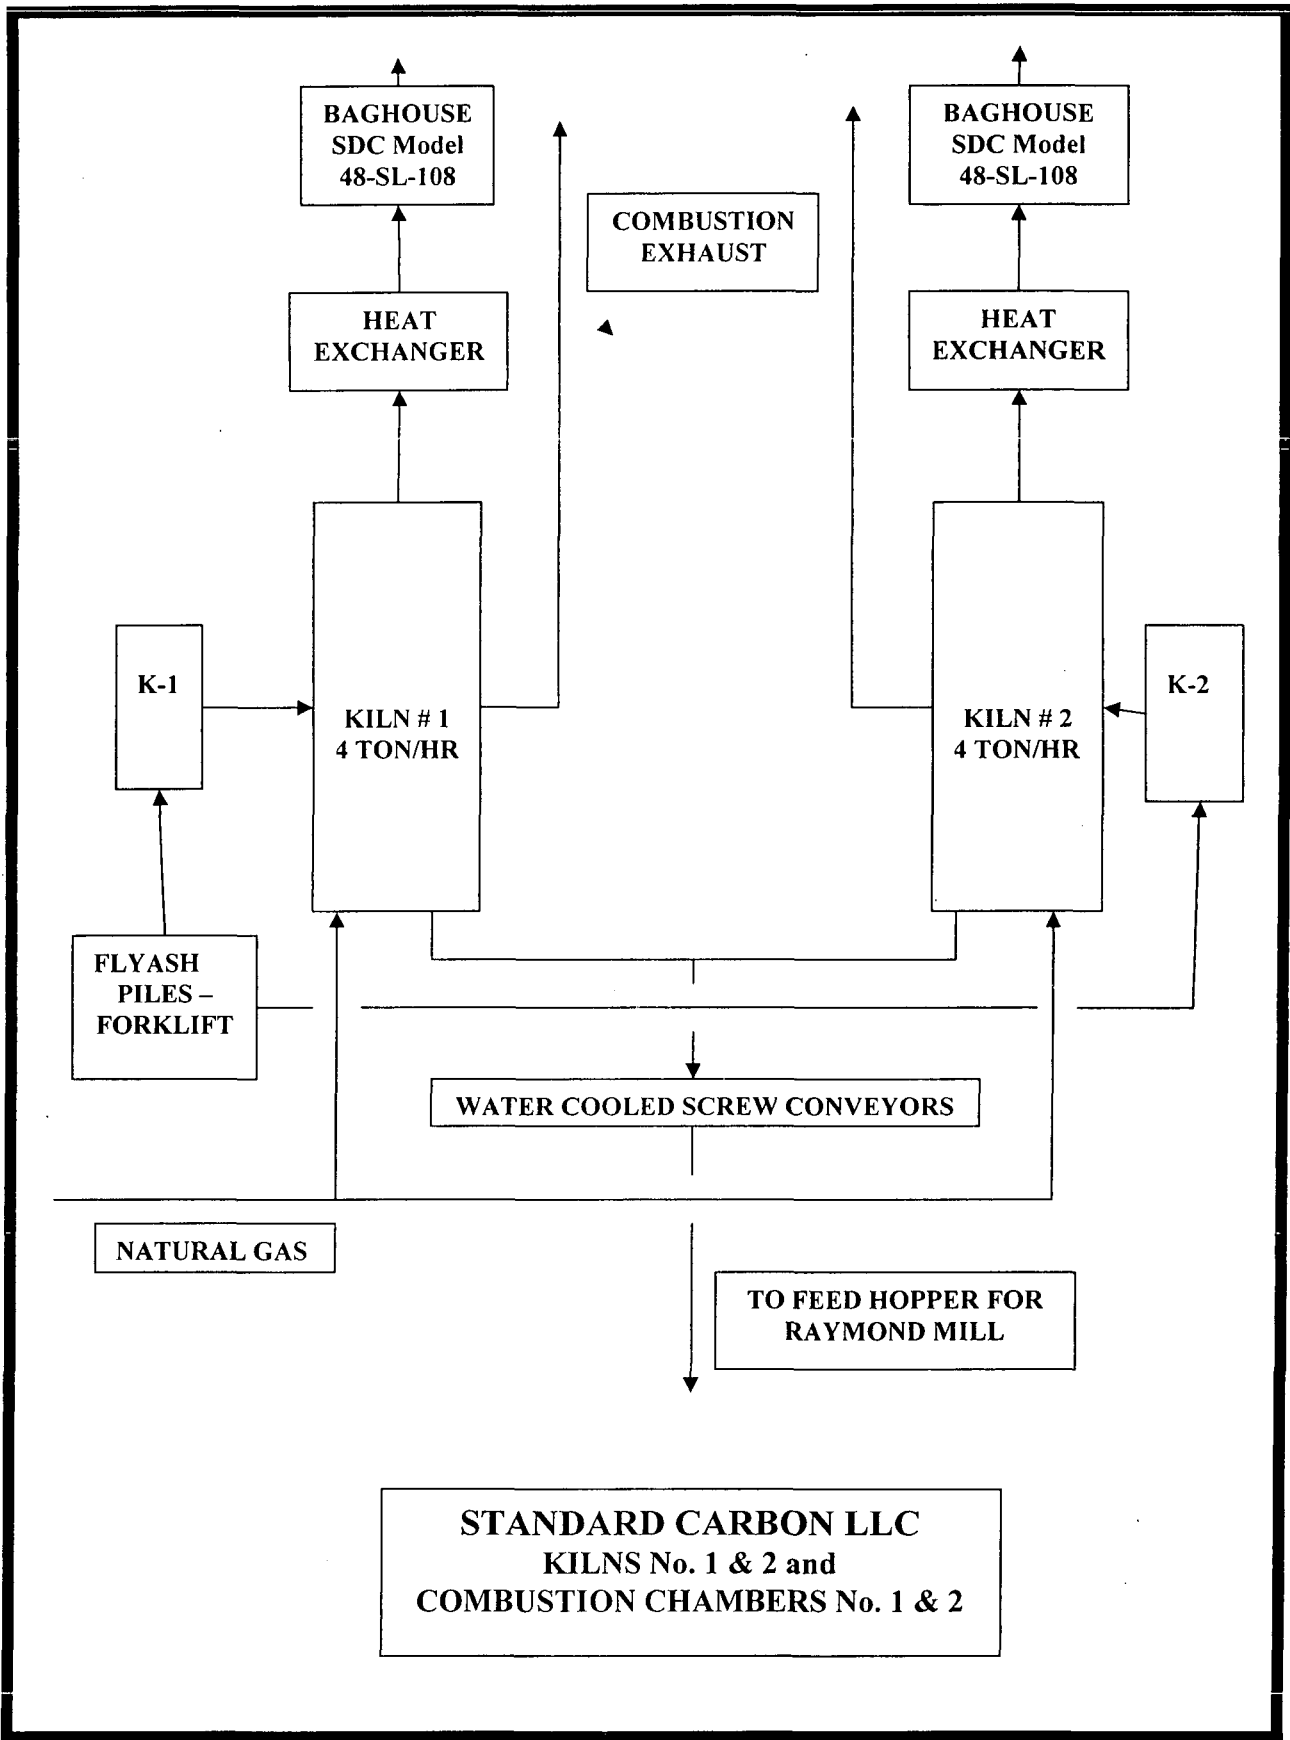 BAGHOUSE
SDC Model
48-SL-108
BAGHOUSE
SDC Model
48-SL-108
COMBUSTION
EXHAUST
HEAT
EXCHANGER
HEAT
EXCHANGER
K-1
KILN # 1
4 TON/HR
KILN # 2
4 TON/HR
K-2
FLYASH
PILES –
FORKLIFT
WATER COOLED SCREW CONVEYORS
NATURAL GAS
TO FEED HOPPER FOR
RAYMOND MILL
STANDARD CARBON LLC
KILNS No. 1 & 2 and
COMBUSTION CHAMBERS No. 1 & 2